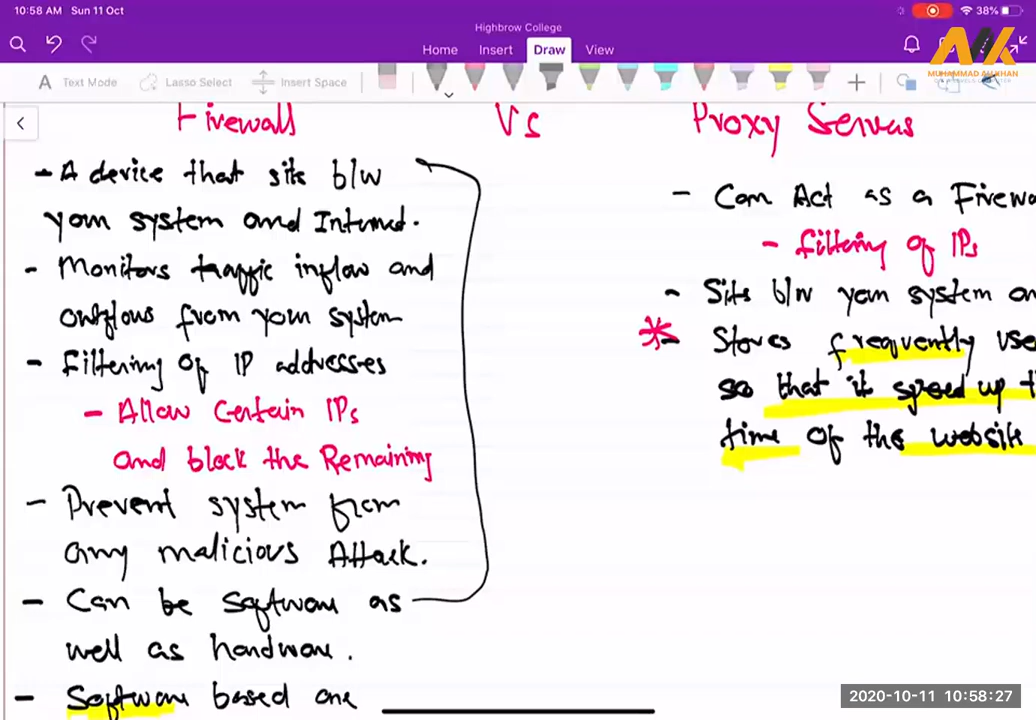 10:58 AM Sun 11 Oct
38%
Highbrow College
Home Insert Draw View
MUHAMMAD ALI KHAN
Text Mode Lasso Select Insert Space
Firewall Vs Proxy Servers
- A device that sits b/w
your system and Internet.
- Monitors traffic inflow and
outflows from your system
- Filtering of IP addresses
- Allow Certain IPs
and block the Remaining
- Prevent system from
any malicious Attack.
- Can be software as
well as hardware.
- Software based one
- Can Act as a Firewa
- filtering of IPs
- Sits b/w your system an
* - Stores frequently use
so that it speed up t
time of the website
2020-10-11 10:58:27